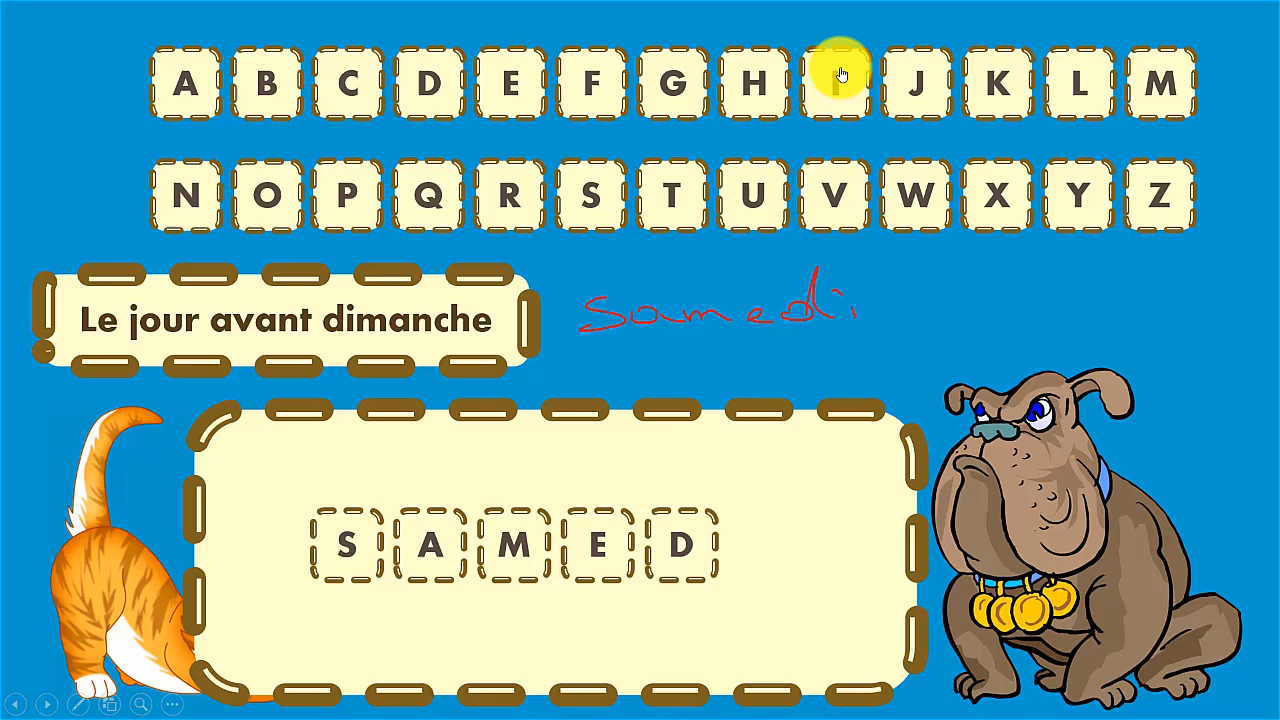 A B C D E F G H I J K L M
N O P Q R S T U V W X Y Z
Le jour avant dimanche
Samedi
S A M E D